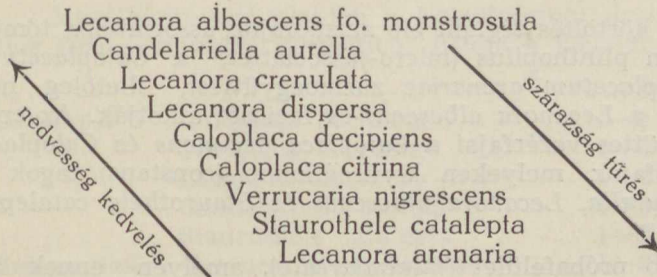 Lecanora albescens fo. monstrosula
Candelariella aurella
Lecanora crenulata
Lecanora dispersa
Caloplaca decipiens
Caloplaca citrina
Verrucaria nigrescens
Staurothele catalepta
Lecanora arenaria
nedvesség kedvelés
szárazság tűrés